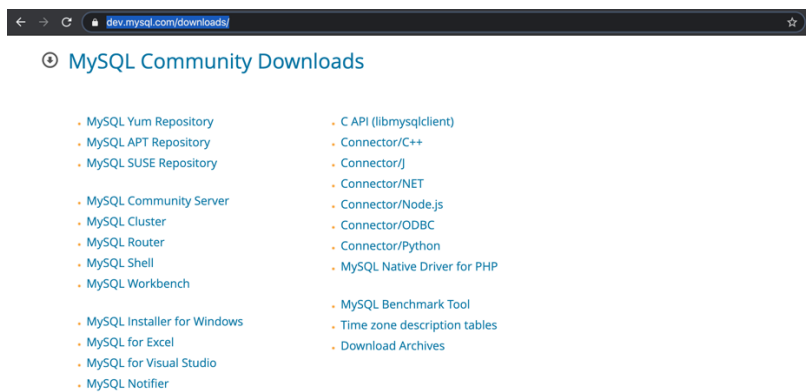 dev.mysql.com/downloads/
MySQL Community Downloads
MySQL Yum Repository
MySQL APT Repository
MySQL SUSE Repository
MySQL Community Server
MySQL Cluster
MySQL Router
MySQL Shell
MySQL Workbench
MySQL Installer for Windows
MySQL for Excel
MySQL for Visual Studio
MySQL Notifier
C API (libmysqlclient)
Connector/C++
Connector/J
Connector/NET
Connector/Node.js
Connector/ODBC
Connector/Python
MySQL Native Driver for PHP
MySQL Benchmark Tool
Time zone description tables
Download Archives